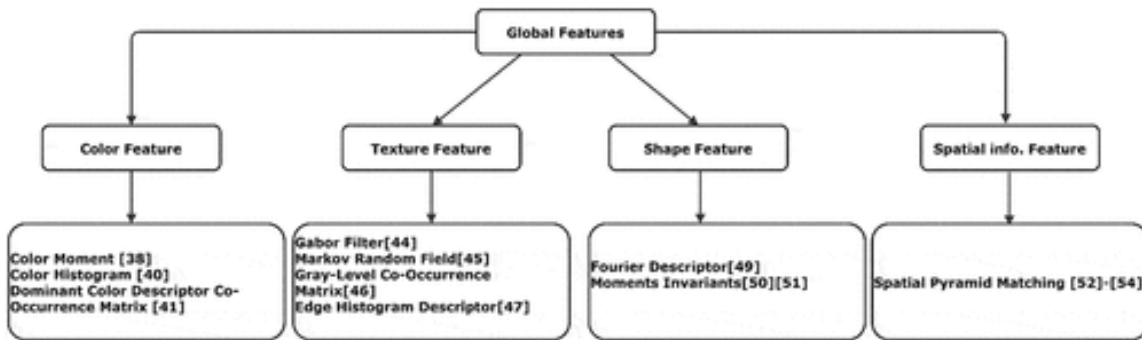 Global Features
Color Feature
Texture Feature
Shape Feature
Spatial info. Feature
Color Moment [38]
Color Histogram [40]
Dominant Color Descriptor Co-
Occurrence Matrix [41]
Gabor Filter[44]
Markov Random Field[45]
Gray-Level Co-Occurrence
Matrix[46]
Edge Histogram Descriptor[47]
Fourier Descriptor[49]
Moments Invariants[50][51]
Spatial Pyramid Matching [52]-[54]